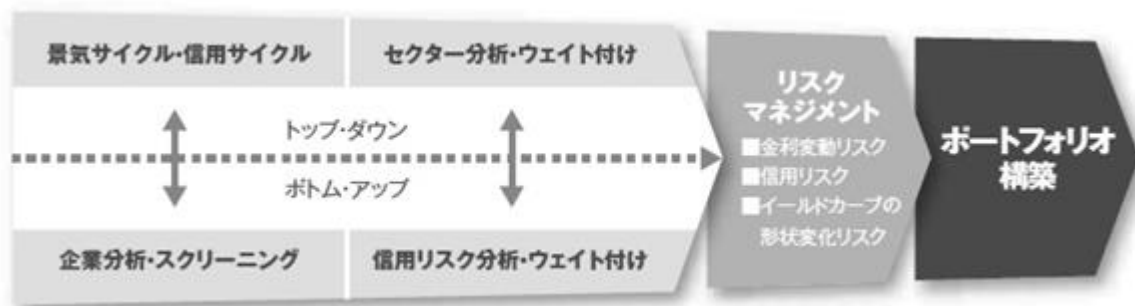 景気サイクル・信用サイクル
セクター分析・ウェイト付け
トップ・ダウン
ボトム・アップ
企業分析・スクリーニング
信用リスク分析・ウェイト付け
リスク
マネジメント
■金利変動リスク
■信用リスク
■イールドカーブの
形状変化リスク
ポートフォリオ
構築